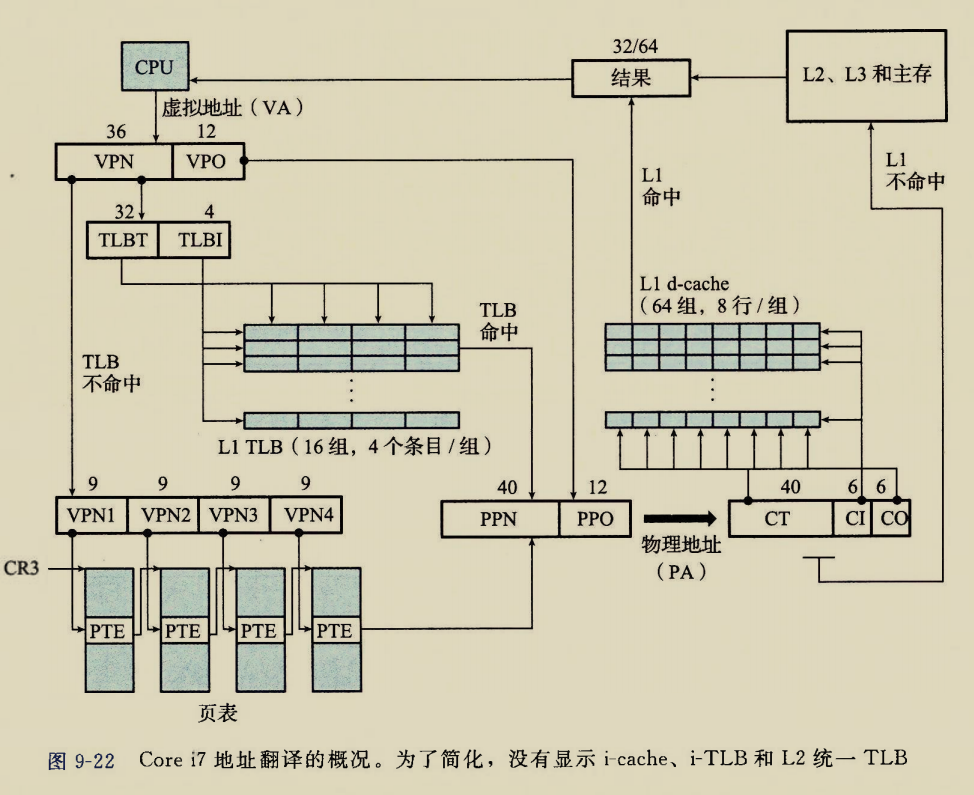 32/64
CPU
结果
L2、L3 和主存
虚拟地址（VA）
36 12
VPN VPO
L1
命中
L1
不命中
32 4
TLBT TLBI
L1 d-cache
（64 组，8 行/组）
TLB
命中
TLB
不命中
L1 TLB（16 组，4 个条目/组）
9 9 9 9
VPN1 VPN2 VPN3 VPN4
40 12
PPN PPO
40 6 6
CT CI CO
物理地址
（PA）
CR3
PTE PTE PTE PTE
页表
图 9-22 Core i7 地址翻译的概况。为了简化，没有显示 i-cache、i-TLB 和 L2 统一 TLB